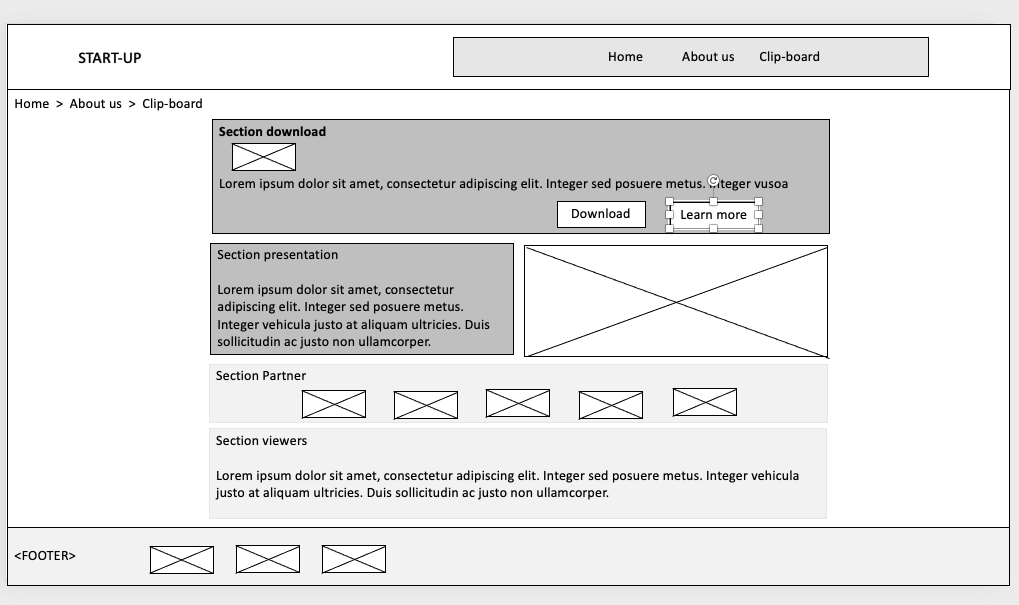 START-UP
Home About us Clip-board
Home > About us > Clip-board
Section download
Lorem ipsum dolor sit amet, consectetur adipiscing elit. Integer sed posuere metus. Integer vusoa
Download
Learn more
Section presentation
Lorem ipsum dolor sit amet, consectetur
adipiscing elit. Integer sed posuere metus.
Integer vehicula justo at aliquam ultricies. Duis
sollicitudin ac justo non ullamcorper.
Section Partner
Section viewers
Lorem ipsum dolor sit amet, consectetur adipiscing elit. Integer sed posuere metus. Integer vehicula
justo at aliquam ultricies. Duis sollicitudin ac justo non ullamcorper.
<FOOTER>